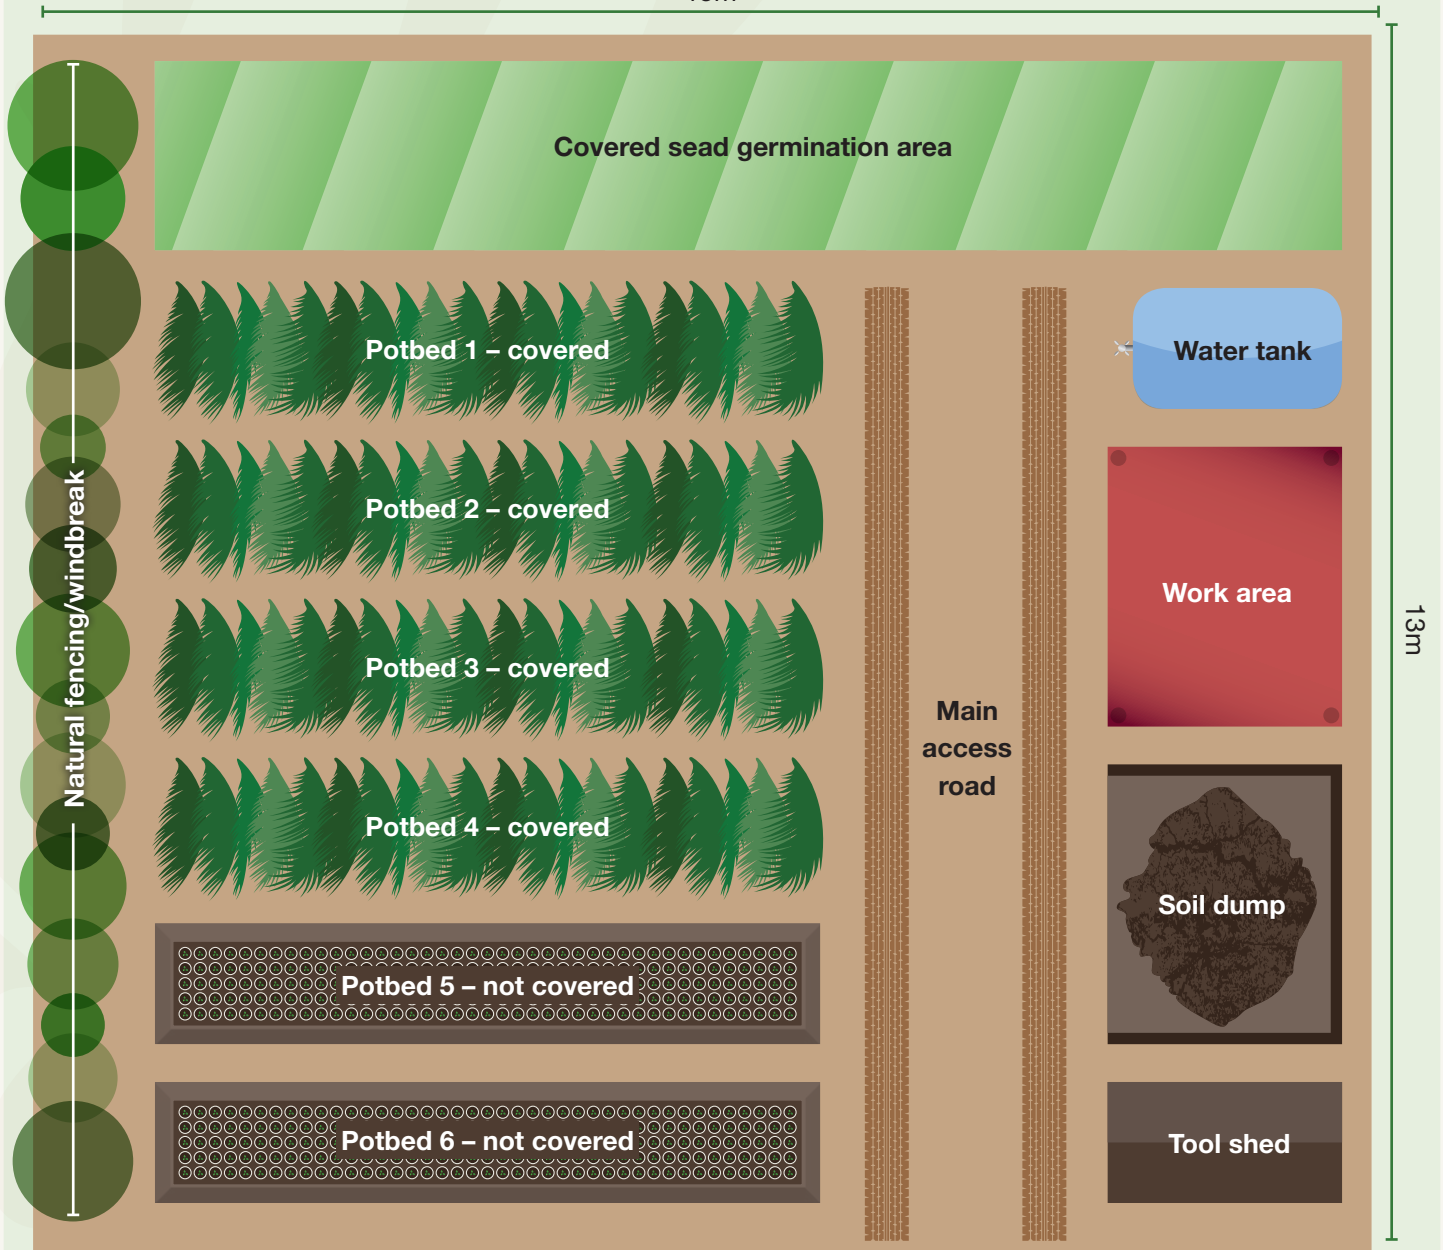 Covered sead germination area
Potbed 1 – covered
Water tank
Potbed 2 – covered
Work area
Potbed 3 – covered
13m
Natural fencing/windbreak
Main
access
road
Potbed 4 – covered
Soil dump
Potbed 5 – not covered
Potbed 6 – not covered
Tool shed